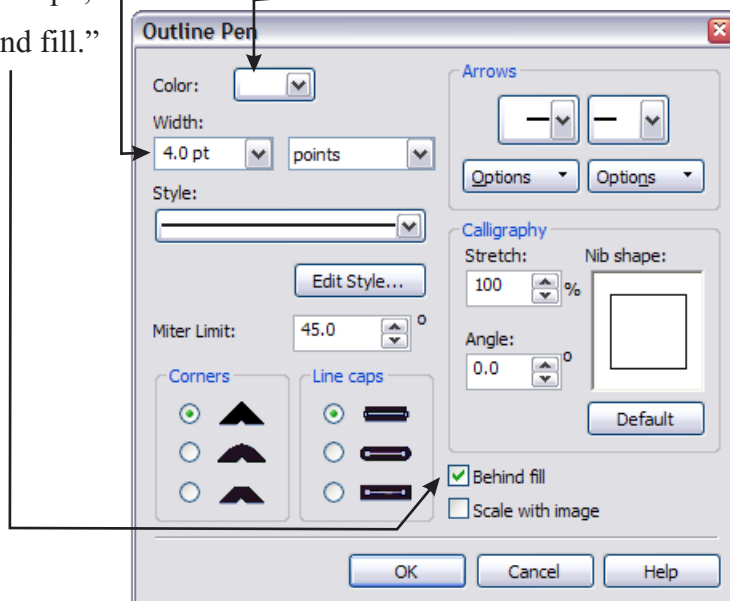 nd fill.”
Outline Pen
Color:
Width:
4.0 pt
points
Style:
Edit Style...
Miter Limit:
45.0
°
Corners
Line caps
Arrows
Options
Options
Calligraphy
Stretch:
Nib shape:
100
%
Angle:
0.0
°
Default
Behind fill
Scale with image
OK
Cancel
Help